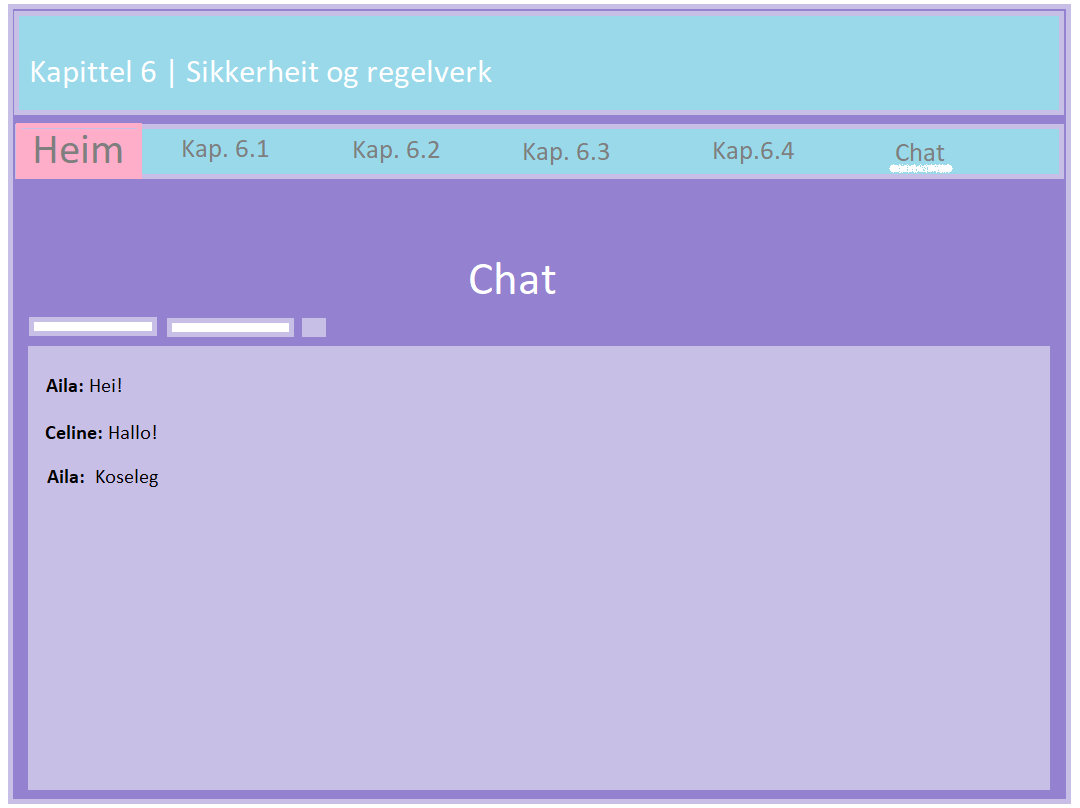 Kapittel 6 | Sikkerheit og regelverk
Heim Kap. 6.1 Kap. 6.2 Kap. 6.3 Kap.6.4 Chat
Chat
Aila: Hei!
Celine: Hallo!
Aila: Koseleg